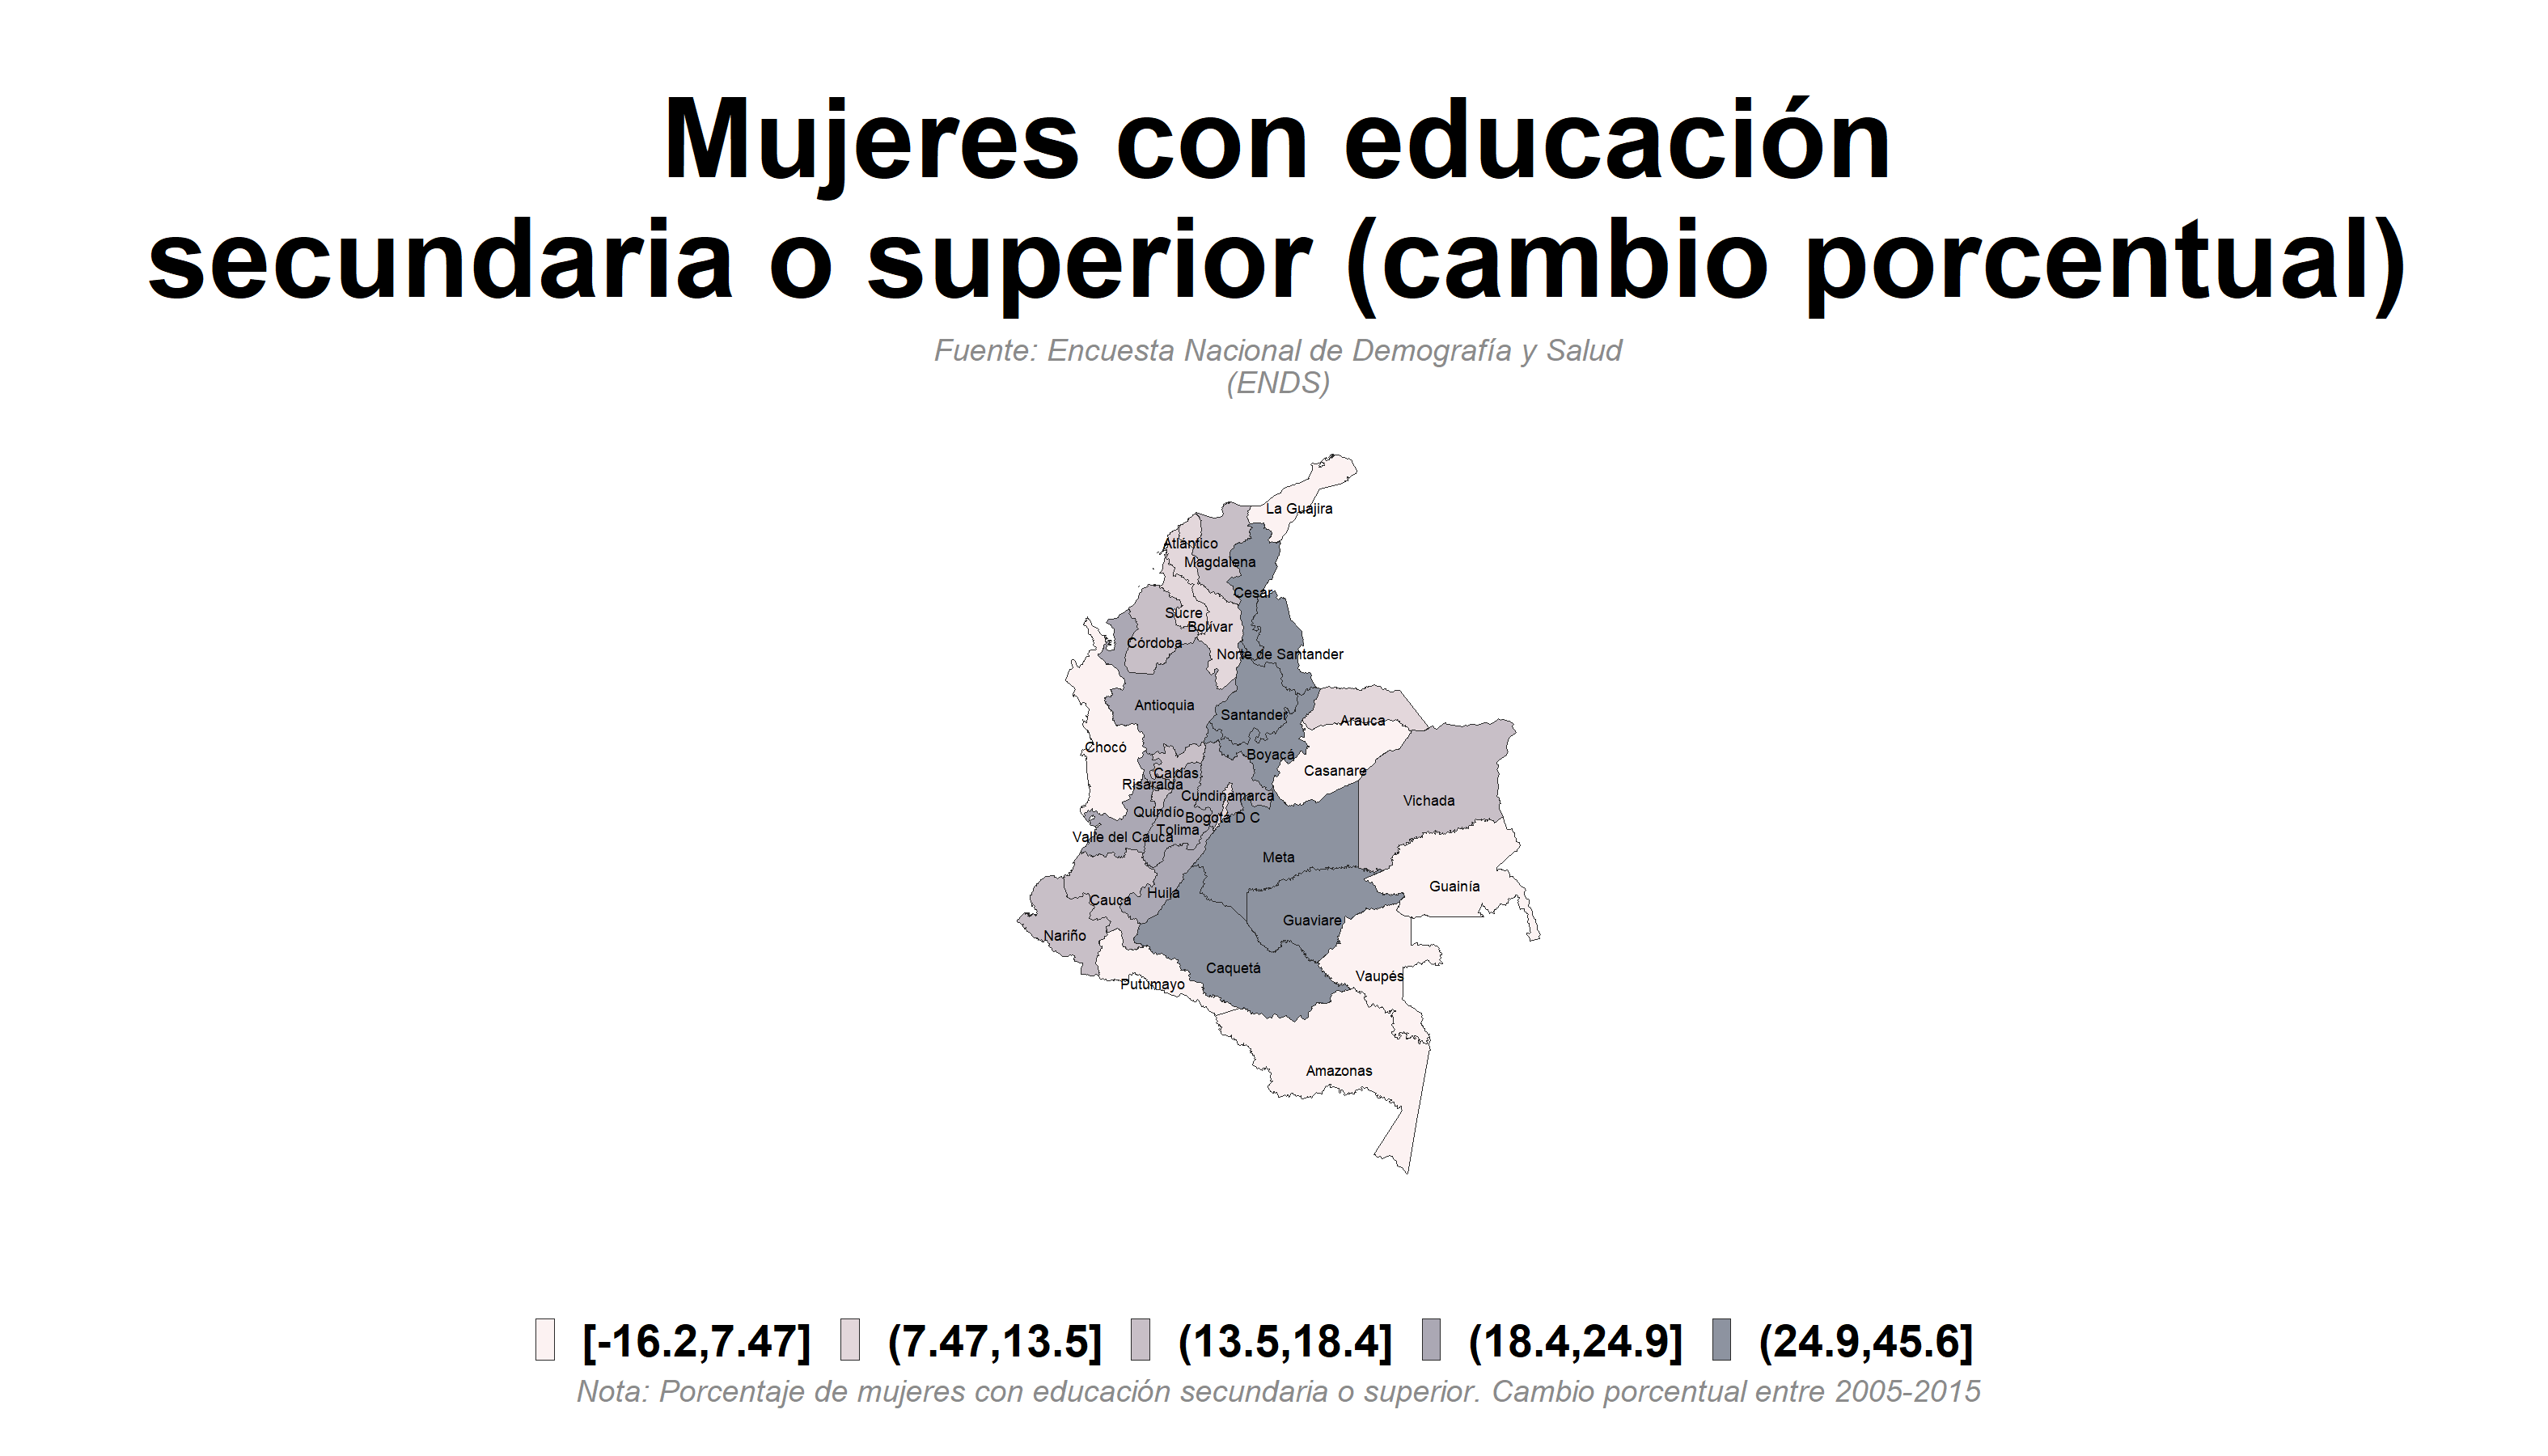 Mujeres con educación
secundaria o superior (cambio porcentual)
Fuente: Encuesta Nacional de Demografía y Salud
(ENDS)
La Guajira
Atlántico
Magdalena
Cesar
Sucre
Bolívar
Córdoba
Norte de Santander
Antioquia
Santander
Arauca
Chocó
Boyacá
Casanare
Caldas
Risaralda
Cundinamarca
Vichada
Quindío
Bogotá D C
Tolima
Valle del Cauca
Meta
Guainía
Huila
Cauca
Guaviare
Nariño
Caquetá
Vaupés
Putumayo
Amazonas
[-16.2,7.47] (7.47,13.5] (13.5,18.4] (18.4,24.9] (24.9,45.6]
Nota: Porcentaje de mujeres con educación secundaria o superior. Cambio porcentual entre 2005-2015